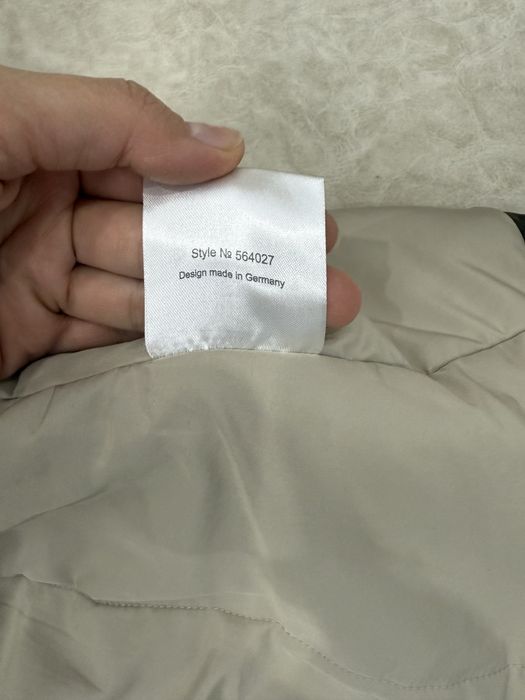 Style № 564027
Design made in Germany